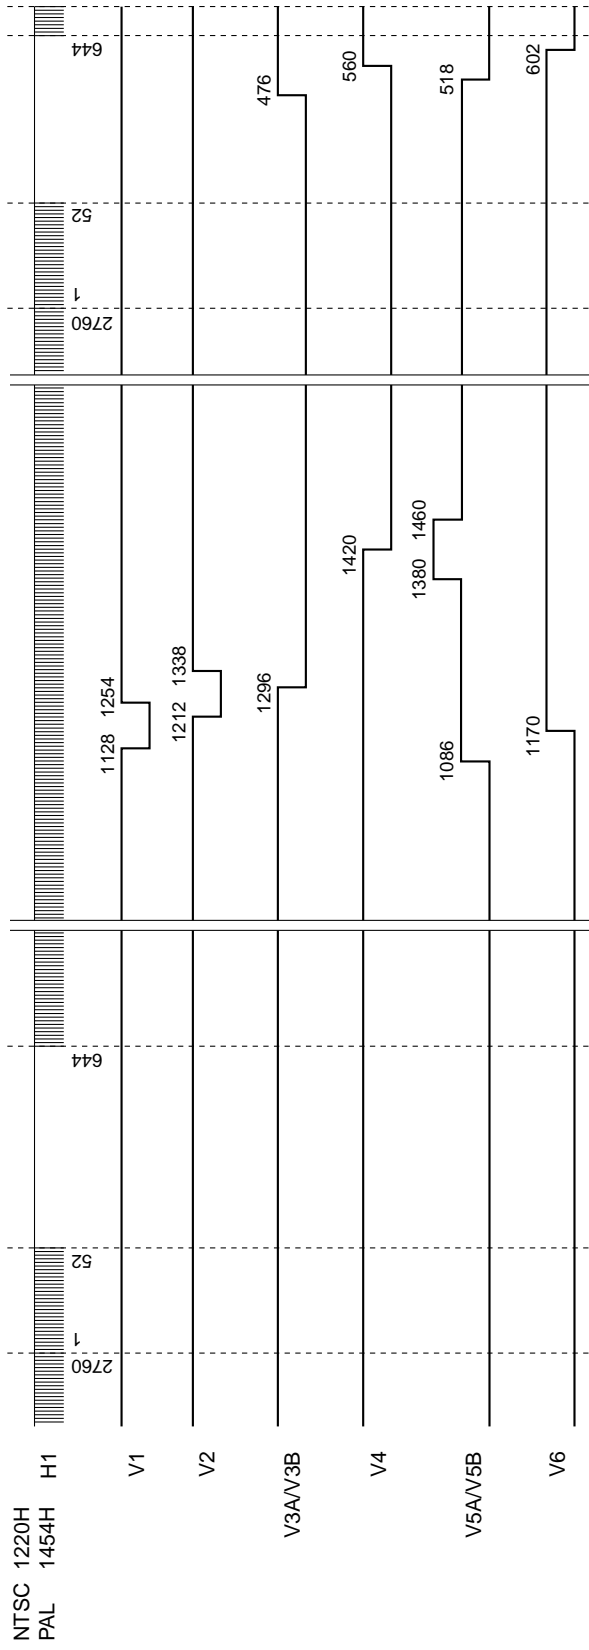 NTSC 1220H
PAL 1454H
H1
2760 1 52 644 2760 1 52 644
V1
1128 1254
V2
1212 1338
V3A/V3B
1296 476
V4
1420 560
V5A/V5B
1086 1380 1460 518
V6
1170 602